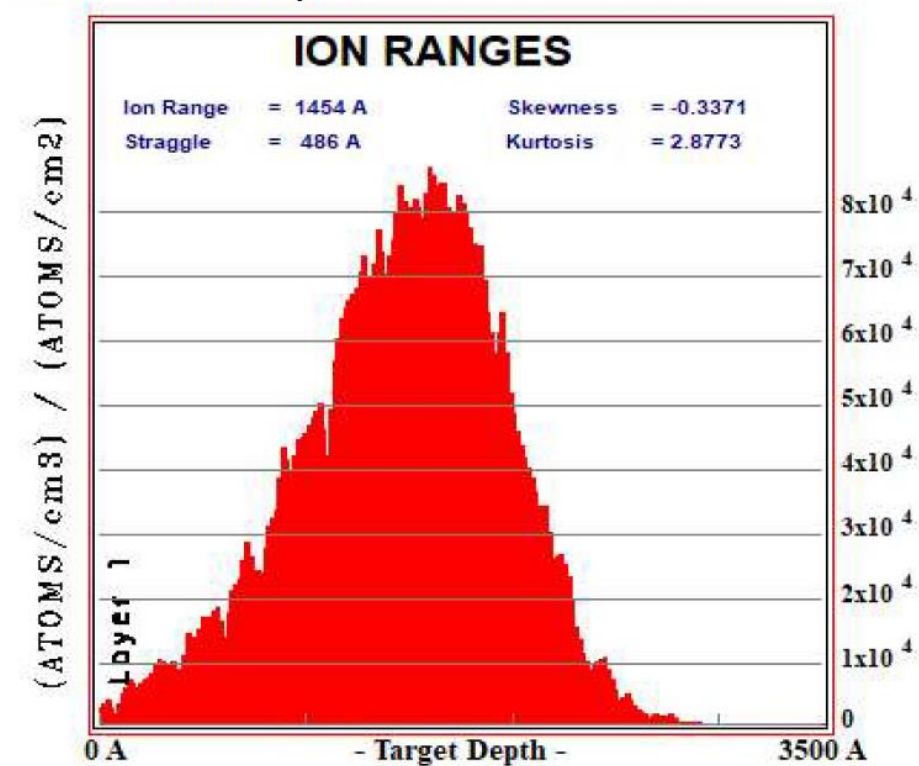 ION RANGES
Ion Range = 1454 A Skewness = -0.3371
Straggle = 486 A Kurtosis = 2.8773
(ATOMS/cm3) / (ATOMS/cm2)
8x10 4
7x10 4
6x10 4
5x10 4
4x10 4
3x10 4
2x10 4
1x10 4
0
Layer 1
0 A - Target Depth - 3500 A